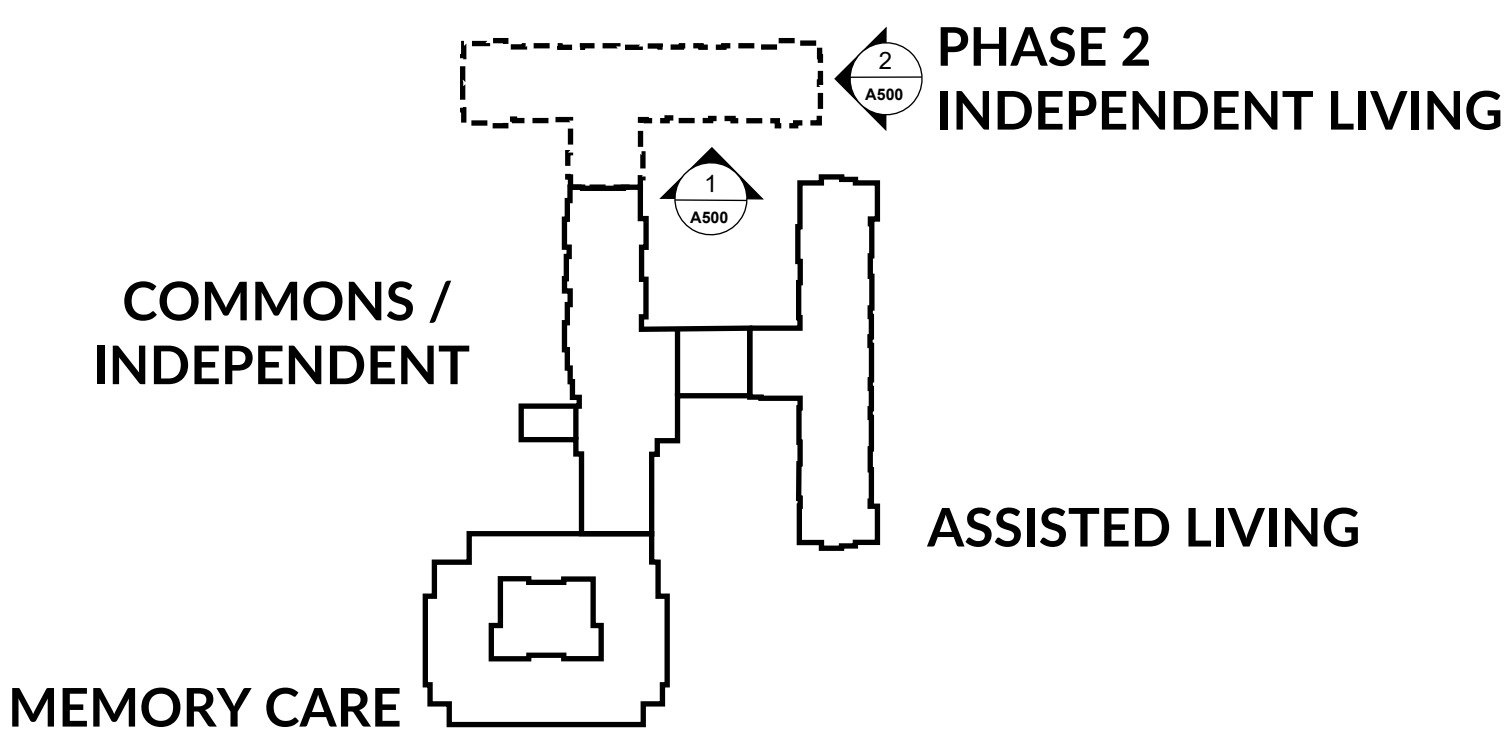 PHASE 2
INDEPENDENT LIVING
2
A500
1
A500
COMMONS /
INDEPENDENT
ASSISTED LIVING
MEMORY CARE